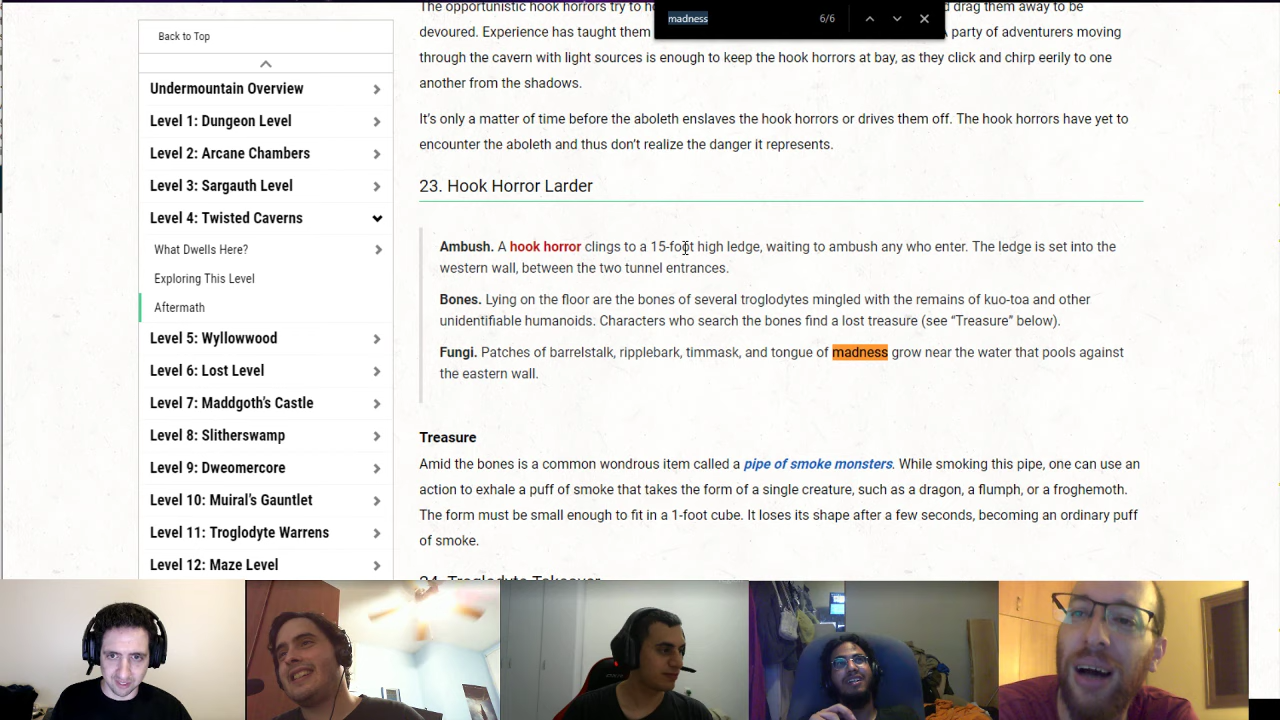 Back to Top
Undermountain Overview
Level 1: Dungeon Level
Level 2: Arcane Chambers
Level 3: Sargauth Level
Level 4: Twisted Caverns
What Dwells Here?
Exploring This Level
Aftermath
Level 5: Wyllowwood
Level 6: Lost Level
Level 7: Maddgoth's Castle
Level 8: Slitherswamp
Level 9: Dweomercore
Level 10: Muiral's Gauntlet
Level 11: Troglodyte Warrens
Level 12: Maze Level
madness 6/6
The opportunistic hook horrors try to drag them away to be
devoured. Experience has taught them A party of adventurers moving
through the cavern with light sources is enough to keep the hook horrors at bay, as they click and chirp eerily to one
another from the shadows.
It's only a matter of time before the aboleth enslaves the hook horrors or drives them off. The hook horrors have yet to
encounter the aboleth and thus don't realize the danger it represents.
23. Hook Horror Larder
Ambush. A hook horror clings to a 15-foot high ledge, waiting to ambush any who enter. The ledge is set into the
western wall, between the two tunnel entrances.
Bones. Lying on the floor are the bones of several troglodytes mingled with the remains of kuo-toa and other
unidentifiable humanoids. Characters who search the bones find a lost treasure (see “Treasure” below).
Fungi. Patches of barrelstalk, ripplebark, timmask, and tongue of madness grow near the water that pools against
the eastern wall.
Treasure
Amid the bones is a common wondrous item called a pipe of smoke monsters. While smoking this pipe, one can use an
action to exhale a puff of smoke that takes the form of a single creature, such as a dragon, a flumph, or a froghemoth.
The form must be small enough to fit in a 1-foot cube. It loses its shape after a few seconds, becoming an ordinary puff
of smoke.
24. Troglodyte Takeover